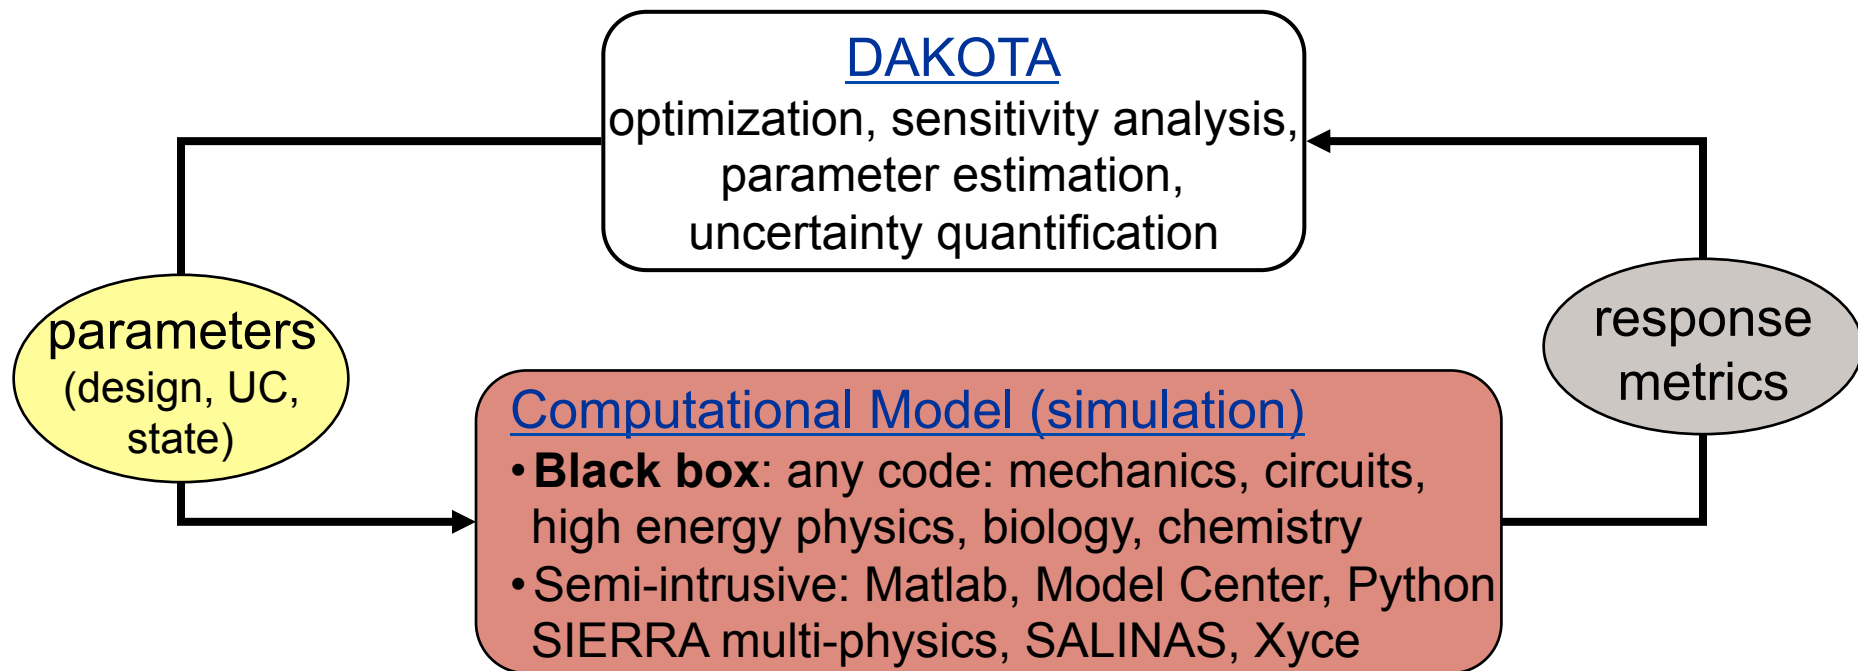 DAKOTA
optimization, sensitivity analysis,
parameter estimation,
uncertainty quantification
parameters
(design, UC,
state)
response
metrics
Computational Model (simulation)
• Black box: any code: mechanics, circuits,
high energy physics, biology, chemistry
• Semi-intrusive: Matlab, Model Center, Python
SIERRA multi-physics, SALINAS, Xyce